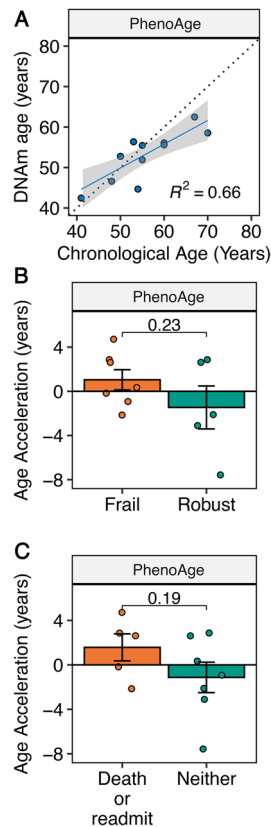 A
PhenoAge
DNAm age (years)
80
70
60
50
40
R² = 0.66
40 50 60 70 80
Chronological Age (Years)
B
PhenoAge
Age Acceleration (years)
4
0
−4
−8
0.23
Frail Robust
C
PhenoAge
Age Acceleration (years)
4
0
−4
−8
0.19
Death
or
readmit
Neither